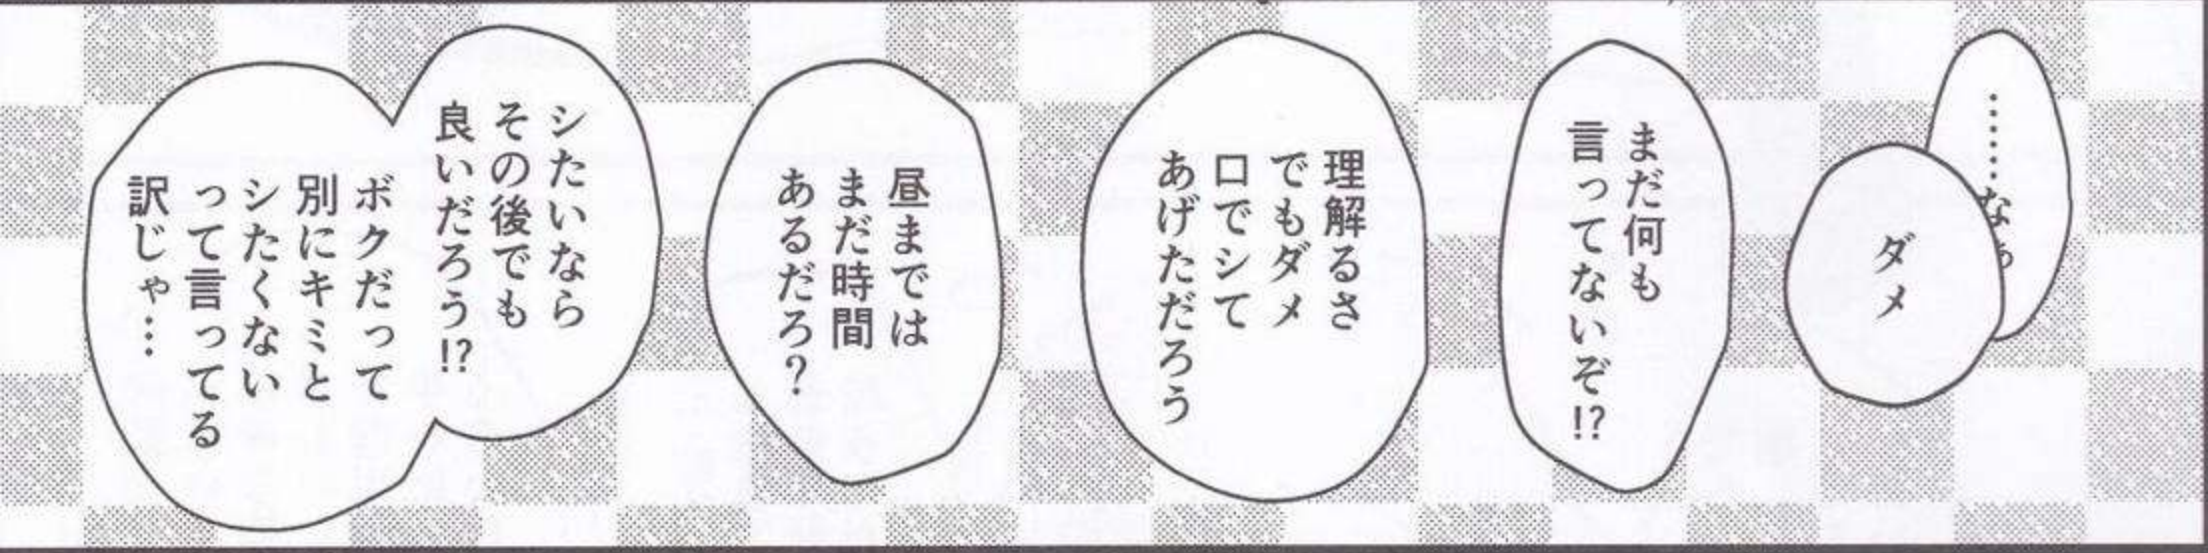 ……なぁ
ダメ
まだ何も
言ってないぞ!?
理解るさ
でもダメ
口でシて
あげただろう
昼までは
まだ時間
あるだろ?
シたいなら
その後でも
良いだろう!?
ボクだって
別にキミと
シたくない
って言ってる
訳じゃ…